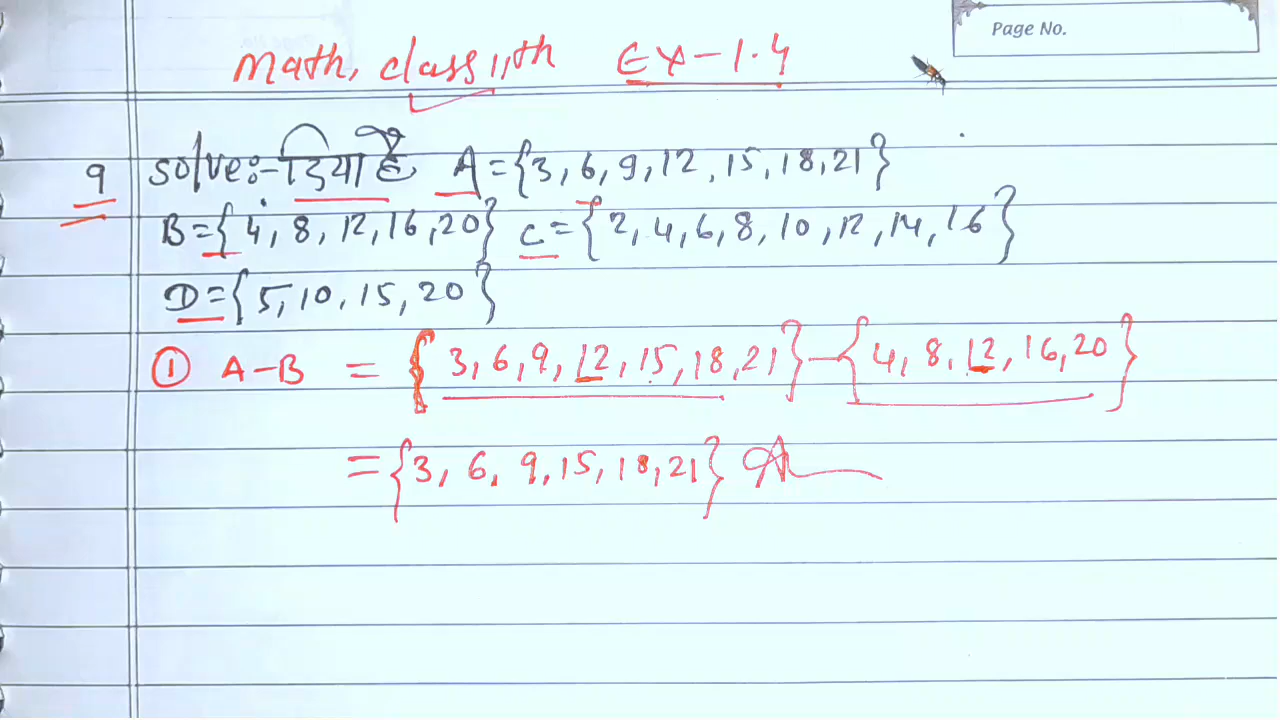 Page No.
Math, class 11th Ex-1.4
9 Solve:- दिया है A={3,6,9,12,15,18,21}
B={4,8,12,16,20} C={2,4,6,8,10,12,14,16}
D={5,10,15,20}
① A-B = {3,6,9,12,15,18,21}-{4,8,12,16,20}
={3,6,9,15,18,21}